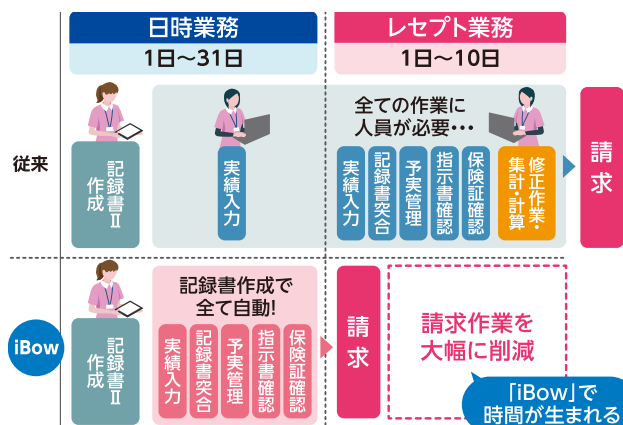 日時業務
1日〜31日
レセプト業務
1日〜10日
従来
記録書Ⅱ
作成
実績入力
全ての作業に
人員が必要･･･
実績入力
記録書突合
予実管理
指示書確認
保険証確認
修正作業・
集計・計算
請求
iBow
記録書Ⅱ
作成
記録書作成で
全て自動!
実績入力
記録書突合
予実管理
指示書確認
保険証確認
請求
請求作業を
大幅に削減
「iBow」で
時間が生まれる